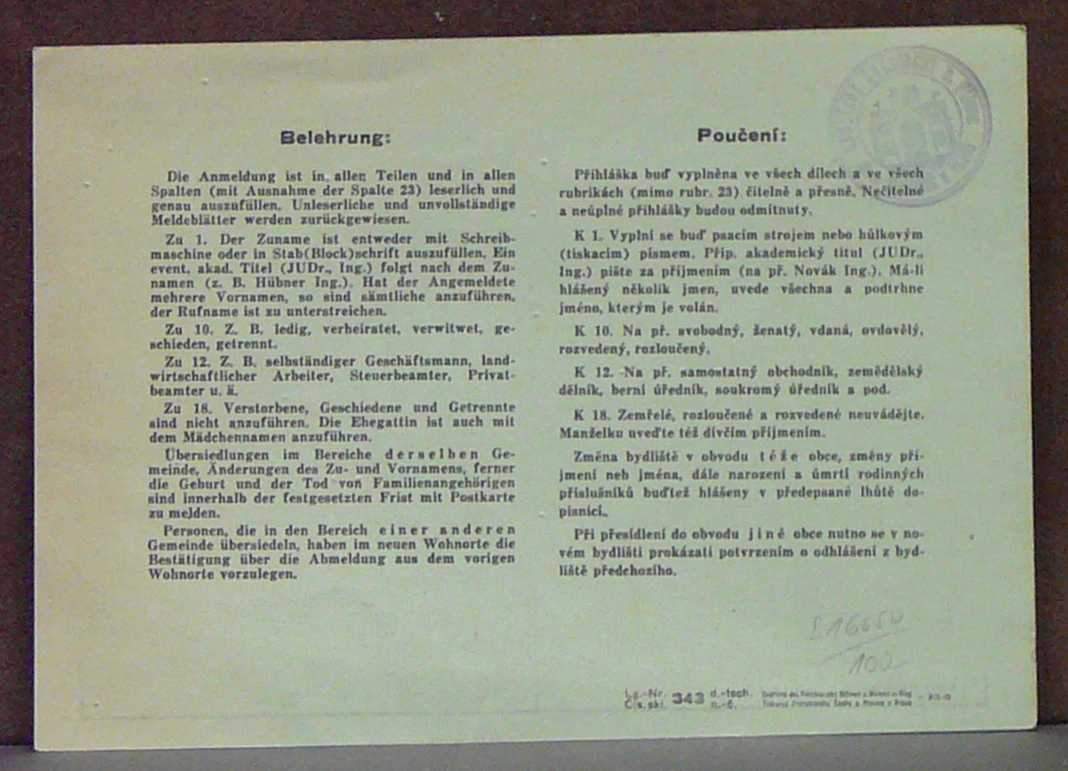 Belehrung:
Die Anmeldung ist in allen Teilen und in allen
Spalten (mit Ausnahme der Spalte 23) leserlich und
genau auszufüllen. Unleserliche und unvollständige
Meldeblätter werden zurückgewiesen.
Zu 1. Der Zuname ist entweder mit Schreib-
maschine oder in Stab(Block)schrift auszufüllen. Ein
event. akad. Titel (JUDr., Ing.) folgt nach dem Zu-
namen (z. B. Hübner Ing.). Hat der Angemeldete
mehrere Vornamen, so sind sämtliche anzuführen,
der Rufname ist zu unterstreichen.
Zu 10. Z. B. ledig, verheiratet, verwitwet, ge-
schieden, getrennt.
Zu 12. Z. B. selbständiger Geschäftsmann, land-
wirtschaftlicher Arbeiter, Steuerbeamter, Privat-
beamter u. ä.
Zu 18. Verstorbene, Geschiedene und Getrennte
sind nicht anzuführen. Die Ehegattin ist auch mit
dem Mädchennamen anzuführen.
Übersiedlungen im Bereiche derselben Ge-
meinde, Änderungen des Zu- und Vornamens, ferner
die Geburt und der Tod von Familienangehörigen
sind innerhalb der festgesetzten Frist mit Postkarte
zu melden.
Personen, die in den Bereich einer anderen
Gemeinde übersiedeln, haben im neuen Wohnorte die
Bestätigung über die Abmeldung aus dem vorigen
Wohnorte vorzulegen.
Poučení:
Přihláška buď vyplněna ve všech dílech a ve všech
rubrikách (mimo rubr. 23) čitelně a přesně. Nečitelné
a neúplné přihlášky budou odmítnuty.
K 1. Vyplní se buď psacím strojem nebo hůlkovým
(tiskacím) písmem. Příp. akademický titul (JUDr.,
Ing.) pište za příjmením (na př. Novák Ing.). Má-li
hlášený několik jmen, uvede všechna a podtrhne
jméno, kterým je volán.
K 10. Na př. svobodný, ženatý, vdaná, ovdovělý,
rozvedený, rozloučený.
K 12. Na př. samostatný obchodník, zemědělský
dělník, berní úředník, soukromý úředník a pod.
K 18. Zemřelé, rozloučené a rozvedené neuvádějte.
Manželku uveďte též dívčím příjmením.
Změna bydliště v obvodu téže obce, změny pří-
jmení neb jména, dále narození a úmrtí rodinných
příslušníků buďtež hlášeny v předepsané lhůtě do-
pisnicí.
Při přesídlení do obvodu jiné obce nutno se v no-
vém bydlišti prokázati potvrzením o odhlášení z byd-
liště předchozího.
100
Lg.-Nr. 343 d.-tsch.
Čís. skl. n.-č.